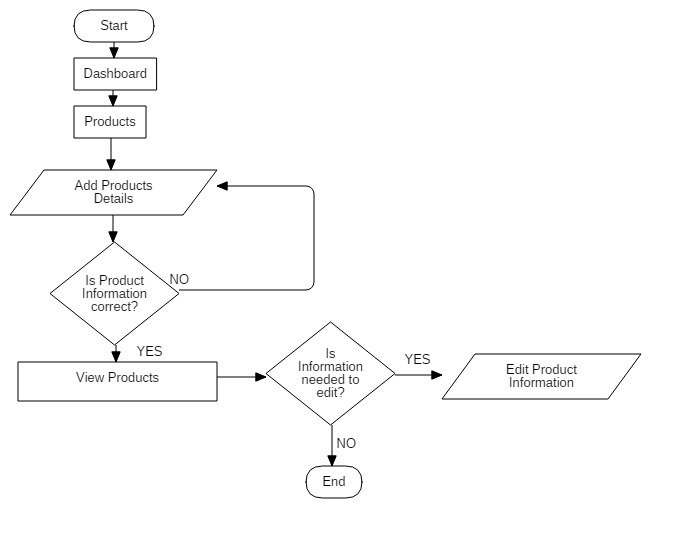 Start
Dashboard
Products
Add Products
Details
Is Product
Information
correct?
NO
YES
View Products
Is
Information
needed to
edit?
YES
Edit Product
Information
NO
End